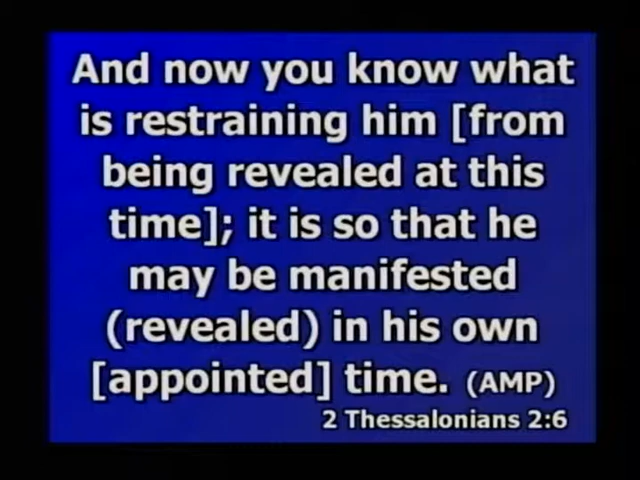 And now you know what
is restraining him [from
being revealed at this
time]; it is so that he
may be manifested
(revealed) in his own
[appointed] time. (AMP)
2 Thessalonians 2:6